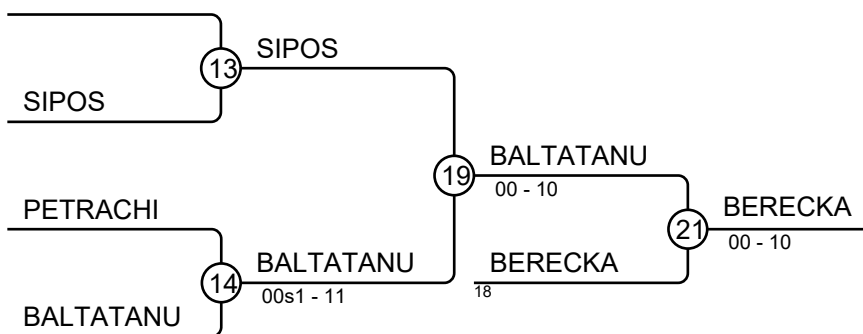 SIPOS
13
SIPOS
BALTATANU
19
00 - 10
PETRACHI
BERECKA
21
00 - 10
BALTATANU
14
00s1 - 11
BERECKA
18
BALTATANU